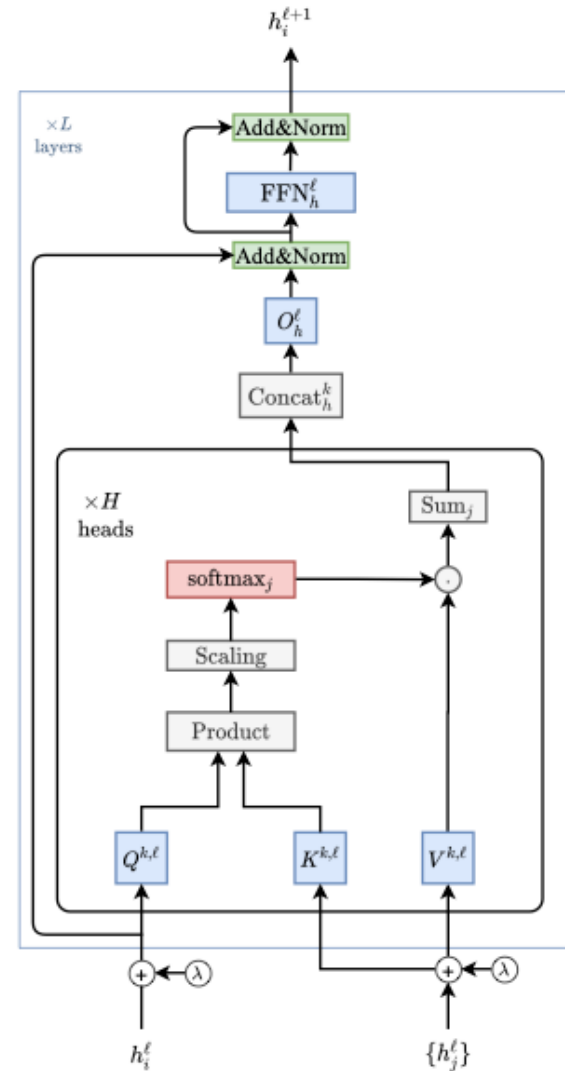 h_i^{ℓ+1}
×L
layers
Add&Norm
FFN_h^ℓ
Add&Norm
O_h^ℓ
Concat_h^k
×H
heads
Sum_j
softmax_j
·
Scaling
Product
Q^{k,ℓ} K^{k,ℓ} V^{k,ℓ}
+ λ + λ
h_i^ℓ {h_j^ℓ}